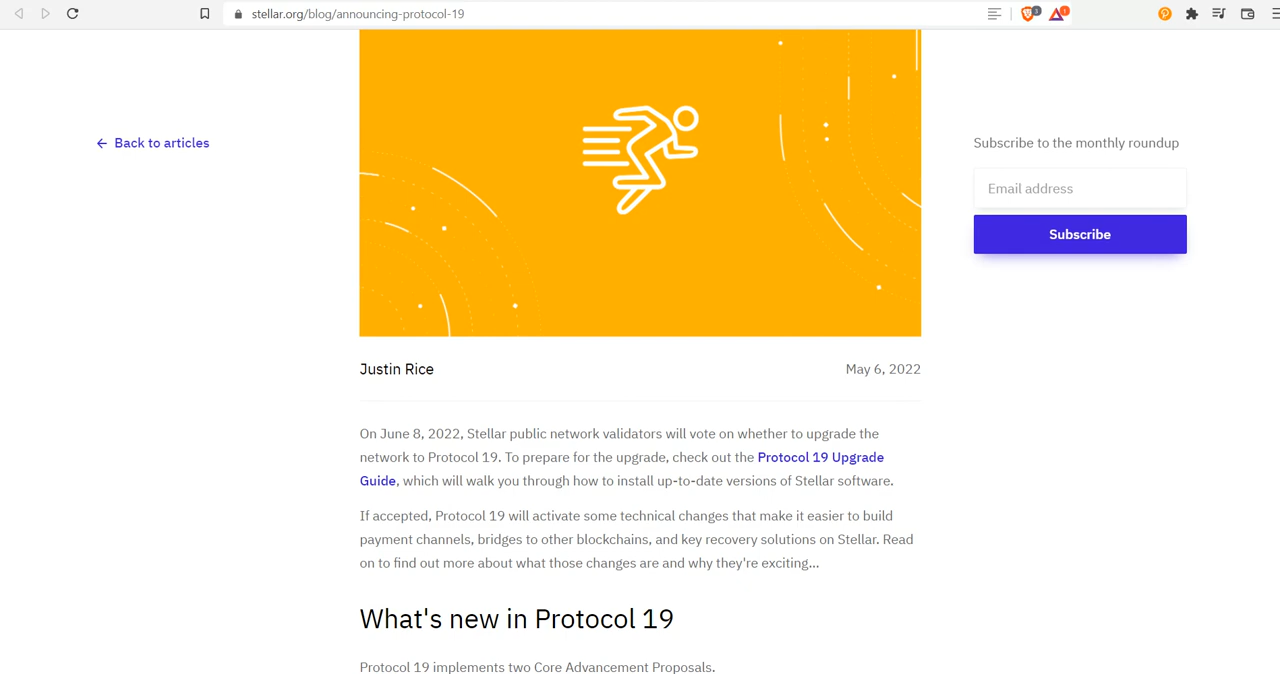 stellar.org/blog/announcing-protocol-19
3
1
← Back to articles
Subscribe to the monthly roundup
Email address
Subscribe
Justin Rice
May 6, 2022
On June 8, 2022, Stellar public network validators will vote on whether to upgrade the
network to Protocol 19. To prepare for the upgrade, check out the Protocol 19 Upgrade
Guide, which will walk you through how to install up-to-date versions of Stellar software.
If accepted, Protocol 19 will activate some technical changes that make it easier to build
payment channels, bridges to other blockchains, and key recovery solutions on Stellar. Read
on to find out more about what those changes are and why they're exciting...
What's new in Protocol 19
Protocol 19 implements two Core Advancement Proposals.